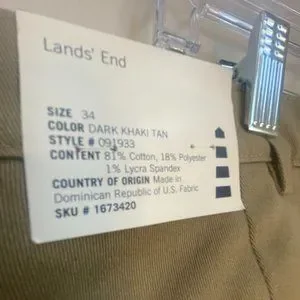 Lands' End
SIZE 34
COLOR DARK KHAKI TAN
STYLE # 091933
CONTENT 81% Cotton, 18% Polyester
1% Lycra Spandex
COUNTRY OF ORIGIN Made in
Dominican Republic of U.S. Fabric
SKU # 1673420